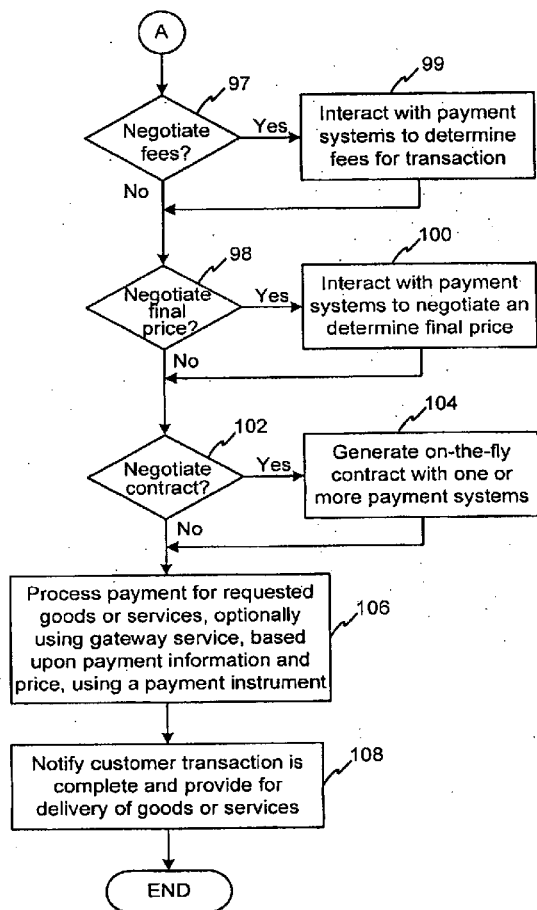 A
97
Negotiate
fees?
Yes
No
99
Interact with payment
systems to determine
fees for transaction
98
Negotiate
final
price?
Yes
No
100
Interact with payment
systems to negotiate an
determine final price
102
Negotiate
contract?
Yes
No
104
Generate on-the-fly
contract with one or
more payment systems
Process payment for requested
goods or services, optionally
using gateway service, based
upon payment information and
price, using a payment instrument
106
Notify customer transaction is
complete and provide for
delivery of goods or services
108
END